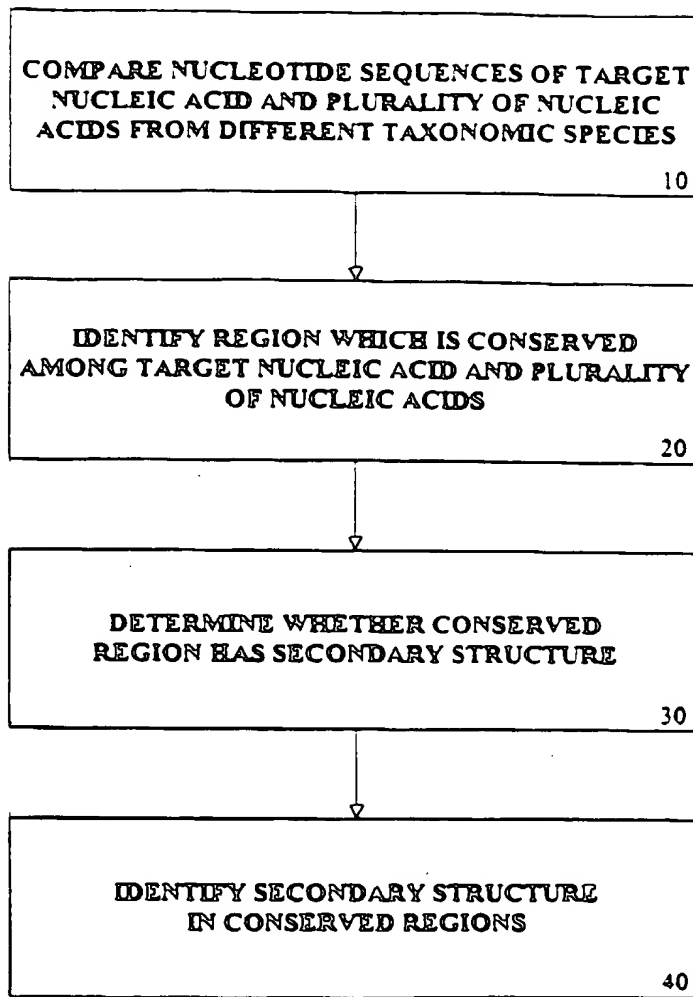 COMPARE NUCLEOTIDE SEQUENCES OF TARGET
NUCLEIC ACID AND PLURALITY OF NUCLEIC
ACIDS FROM DIFFERENT TAXONOMIC SPECIES
10
IDENTIFY REGION WHICH IS CONSERVED
AMONG TARGET NUCLEIC ACID AND PLURALITY
OF NUCLEIC ACIDS
20
DETERMINE WHETHER CONSERVED
REGION HAS SECONDARY STRUCTURE
30
IDENTIFY SECONDARY STRUCTURE
IN CONSERVED REGIONS
40